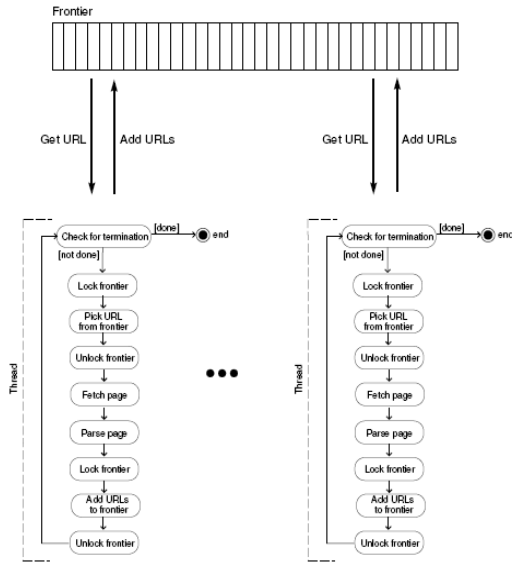 Frontier
Get URL
Add URLs
Get URL
Add URLs
Thread
Check for termination
[done]
end
[not done]
Lock frontier
Pick URL
from frontier
Unlock frontier
Fetch page
Parse page
Lock frontier
Add URLs
to frontier
Unlock frontier
Thread
Check for termination
[done]
end
[not done]
Lock frontier
Pick URL
from frontier
Unlock frontier
Fetch page
Parse page
Lock frontier
Add URLs
to frontier
Unlock frontier